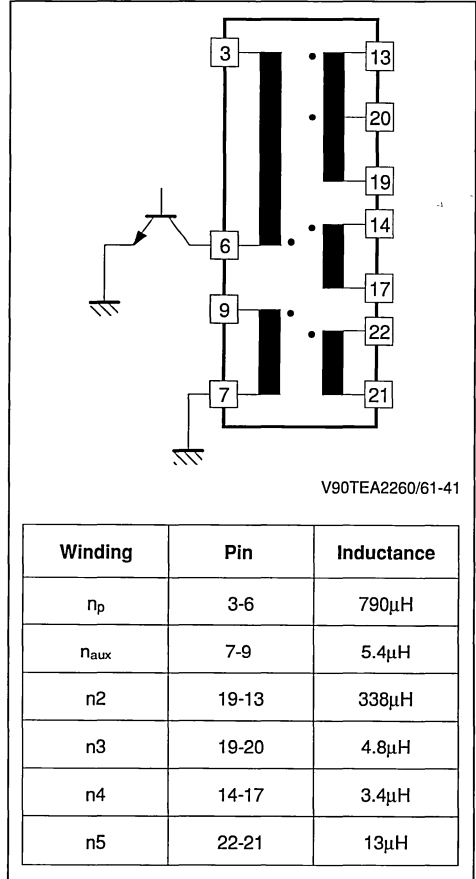 3
13
20
19
6
14
17
9
22
7
21
V90TEA2260/61-41
Winding Pin Inductance
np 3-6 790µH
naux 7-9 5.4µH
n2 19-13 338µH
n3 19-20 4.8µH
n4 14-17 3.4µH
n5 22-21 13µH